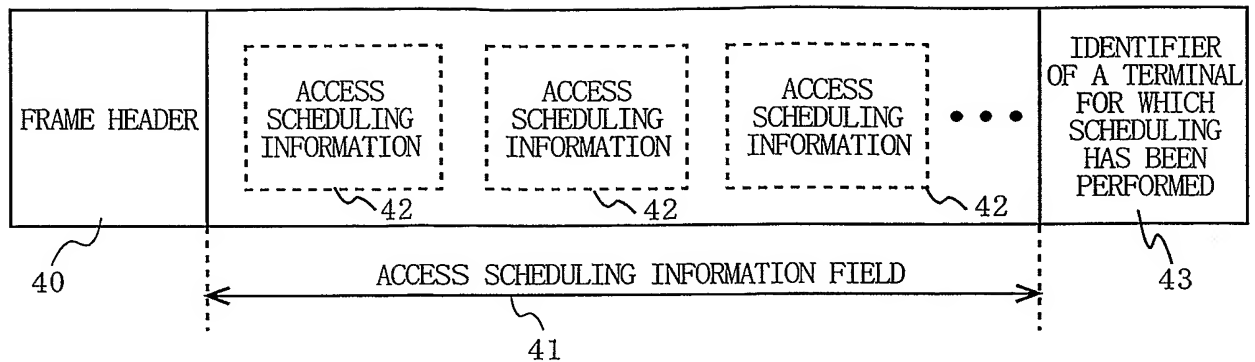 FRAME HEADER
ACCESS
SCHEDULING
INFORMATION
ACCESS
SCHEDULING
INFORMATION
ACCESS
SCHEDULING
INFORMATION
IDENTIFIER
OF A TERMINAL
FOR WHICH
SCHEDULING
HAS BEEN
PERFORMED
42
42
42
40
ACCESS SCHEDULING INFORMATION FIELD
43
41